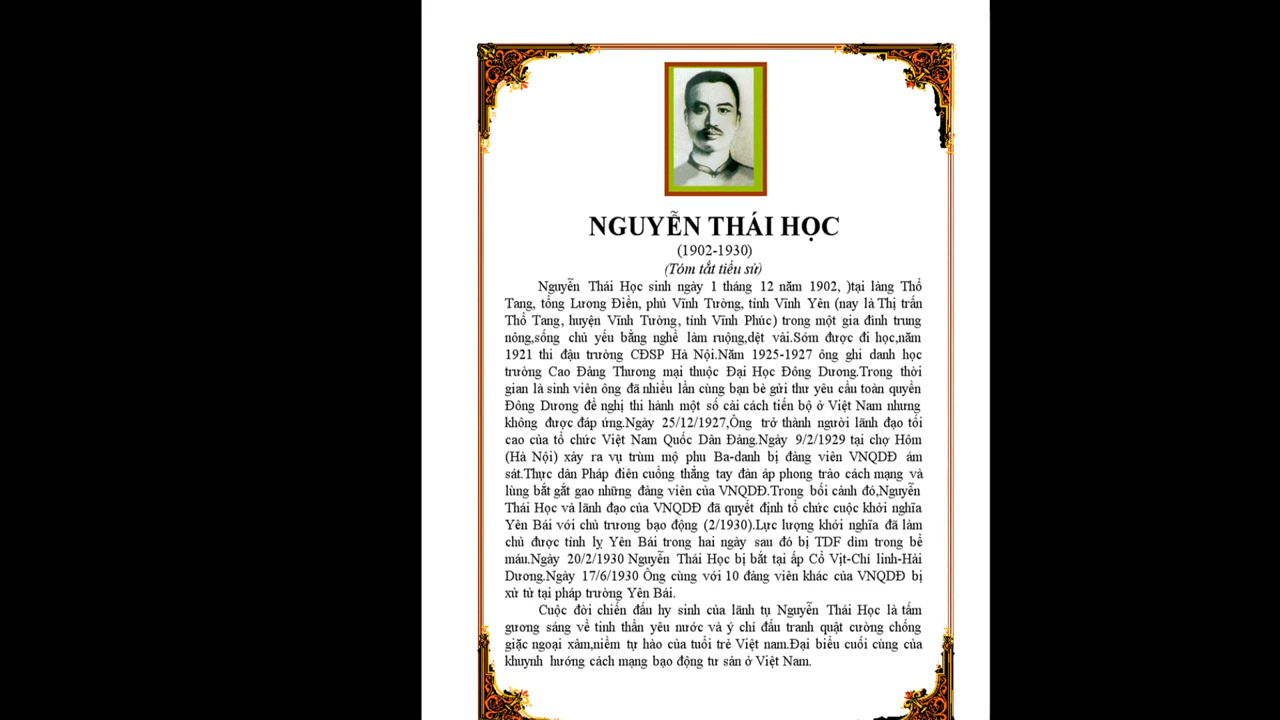 NGUYỄN THÁI HỌC
(1902-1930)
(Tóm tắt tiểu sử)
Nguyễn Thái Học sinh ngày 1 tháng 12 năm 1902, )tại làng Thổ
Tang, tổng Lương Điền, phủ Vĩnh Tường, tỉnh Vĩnh Yên (nay là Thị trấn
Thổ Tang, huyện Vĩnh Tường, tỉnh Vĩnh Phúc) trong một gia đình trung
nông,sống chủ yếu bằng nghề làm ruộng,dệt vải.Sớm được đi học,năm
1921 thi đậu trường CĐSP Hà Nội.Năm 1925-1927 ông ghi danh học
trường Cao Đẳng Thương mại thuộc Đại Học Đông Dương.Trong thời
gian là sinh viên ông đã nhiều lần cùng bạn bè gửi thư yêu cầu toàn quyền
Đông Dương đề nghị thi hành một số cải cách tiến bộ ở Việt Nam nhưng
không được đáp ứng.Ngày 25/12/1927,Ông trở thành người lãnh đạo tối
cao của tổ chức Việt Nam Quốc Dân Đảng.Ngày 9/2/1929 tại chợ Hôm
(Hà Nội) xảy ra vụ trùm mộ phu Ba-danh bị đảng viên VNQDĐ ám
sát.Thực dân Pháp điên cuồng thẳng tay đàn áp phong trào cách mạng và
lùng bắt gắt gao những đảng viên của VNQDĐ.Trong bối cảnh đó,Nguyễn
Thái Học và lãnh đạo của VNQDĐ đã quyết định tổ chức cuộc khởi nghĩa
Yên Bái với chủ trương bạo động (2/1930).Lực lượng khởi nghĩa đã làm
chủ được tỉnh lỵ Yên Bái trong hai ngày sau đó bị TDF dìm trong bể
máu.Ngày 20/2/1930 Nguyễn Thái Học bị bắt tại ấp Cổ Vịt-Chí linh-Hải
Dương.Ngày 17/6/1930 Ông cùng với 10 đảng viên khác của VNQDĐ bị
xử tử tại pháp trường Yên Bái.
Cuộc đời chiến đấu hy sinh của lãnh tụ Nguyễn Thái Học là tấm
gương sáng về tinh thần yêu nước và ý chí đấu tranh quật cường chống
giặc ngoại xâm,niềm tự hào của tuổi trẻ Việt nam.Đại biểu cuối cùng của
khuynh hướng cách mạng bạo động tư sản ở Việt Nam.